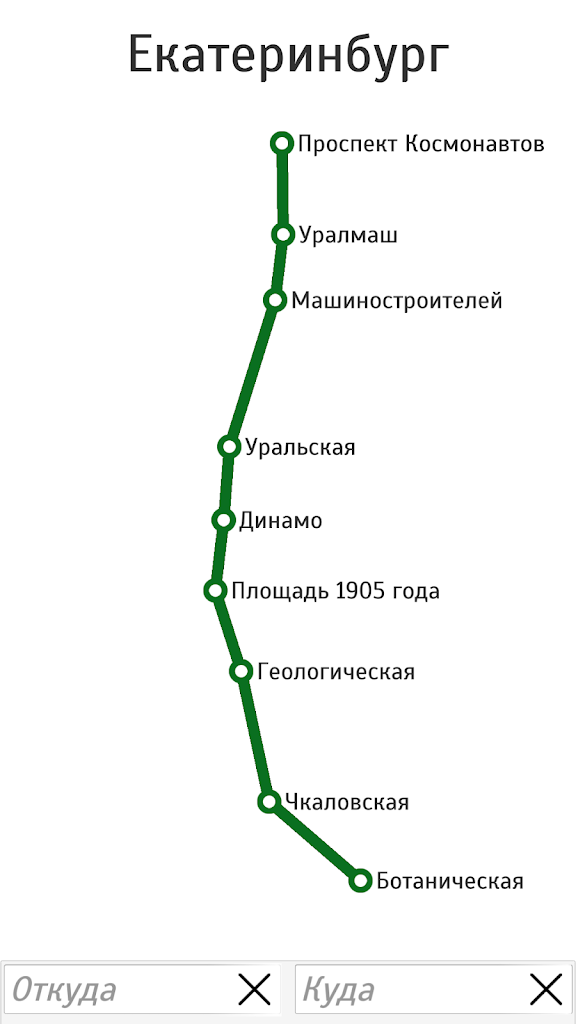 Екатеринбург
Проспект Космонавтов
Уралмаш
Машиностроителей
Уральская
Динамо
Площадь 1905 года
Геологическая
Чкаловская
Ботаническая
Откуда
Куда